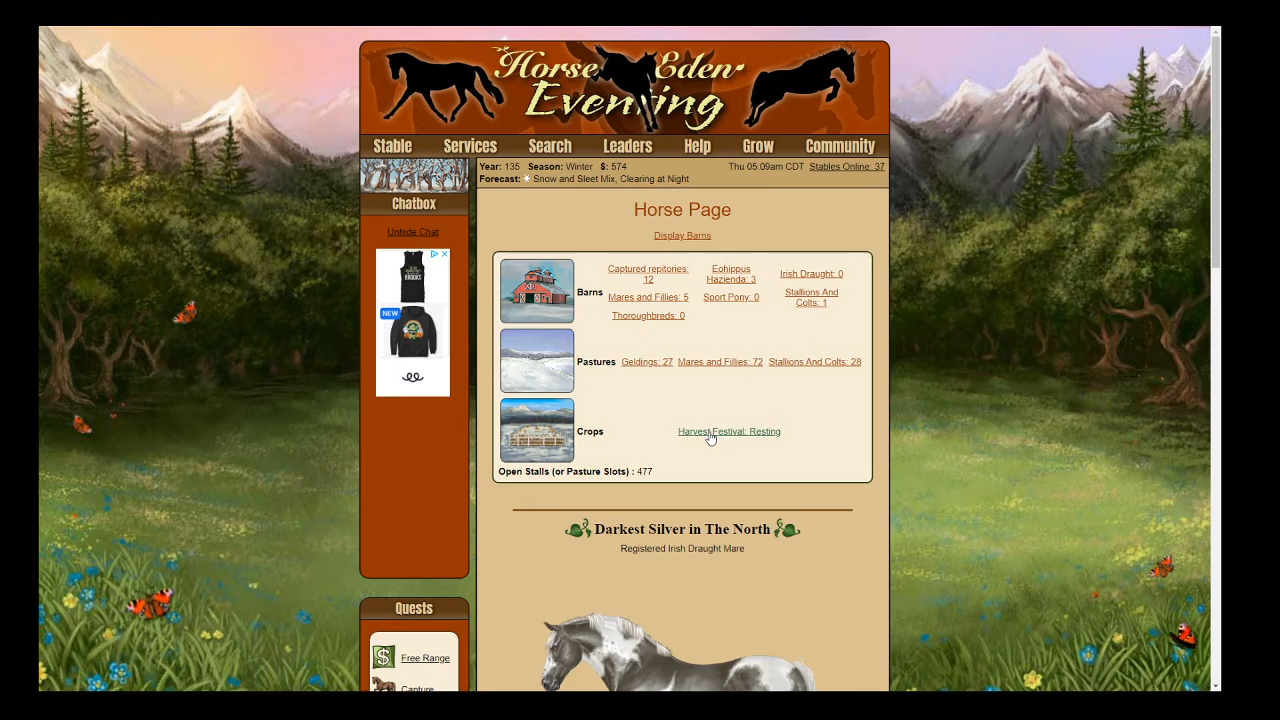 Horse Eden
Eventing
Stable Services Search Leaders Help Grow Community
Year: 135 Season: Winter $: 574 Thu 05:09am CDT Stables Online: 37
Forecast: Snow and Sleet Mix, Clearing at Night
Chatbox
Unhide Chat
NEW
Quests
Free Range
Capture
Horse Page
Display Barns
Barns
Captured repitories: 12
Eohippus Hazienda: 3
Irish Draught: 0
Mares and Fillies: 5
Sport Pony: 0
Stallions And Colts: 1
Thoroughbreds: 0
Pastures Geldings: 27 Mares and Fillies: 72 Stallions And Colts: 28
Crops Harvest Festival: Resting
Open Stalls (or Pasture Slots) : 477
Darkest Silver in The North
Registered Irish Draught Mare